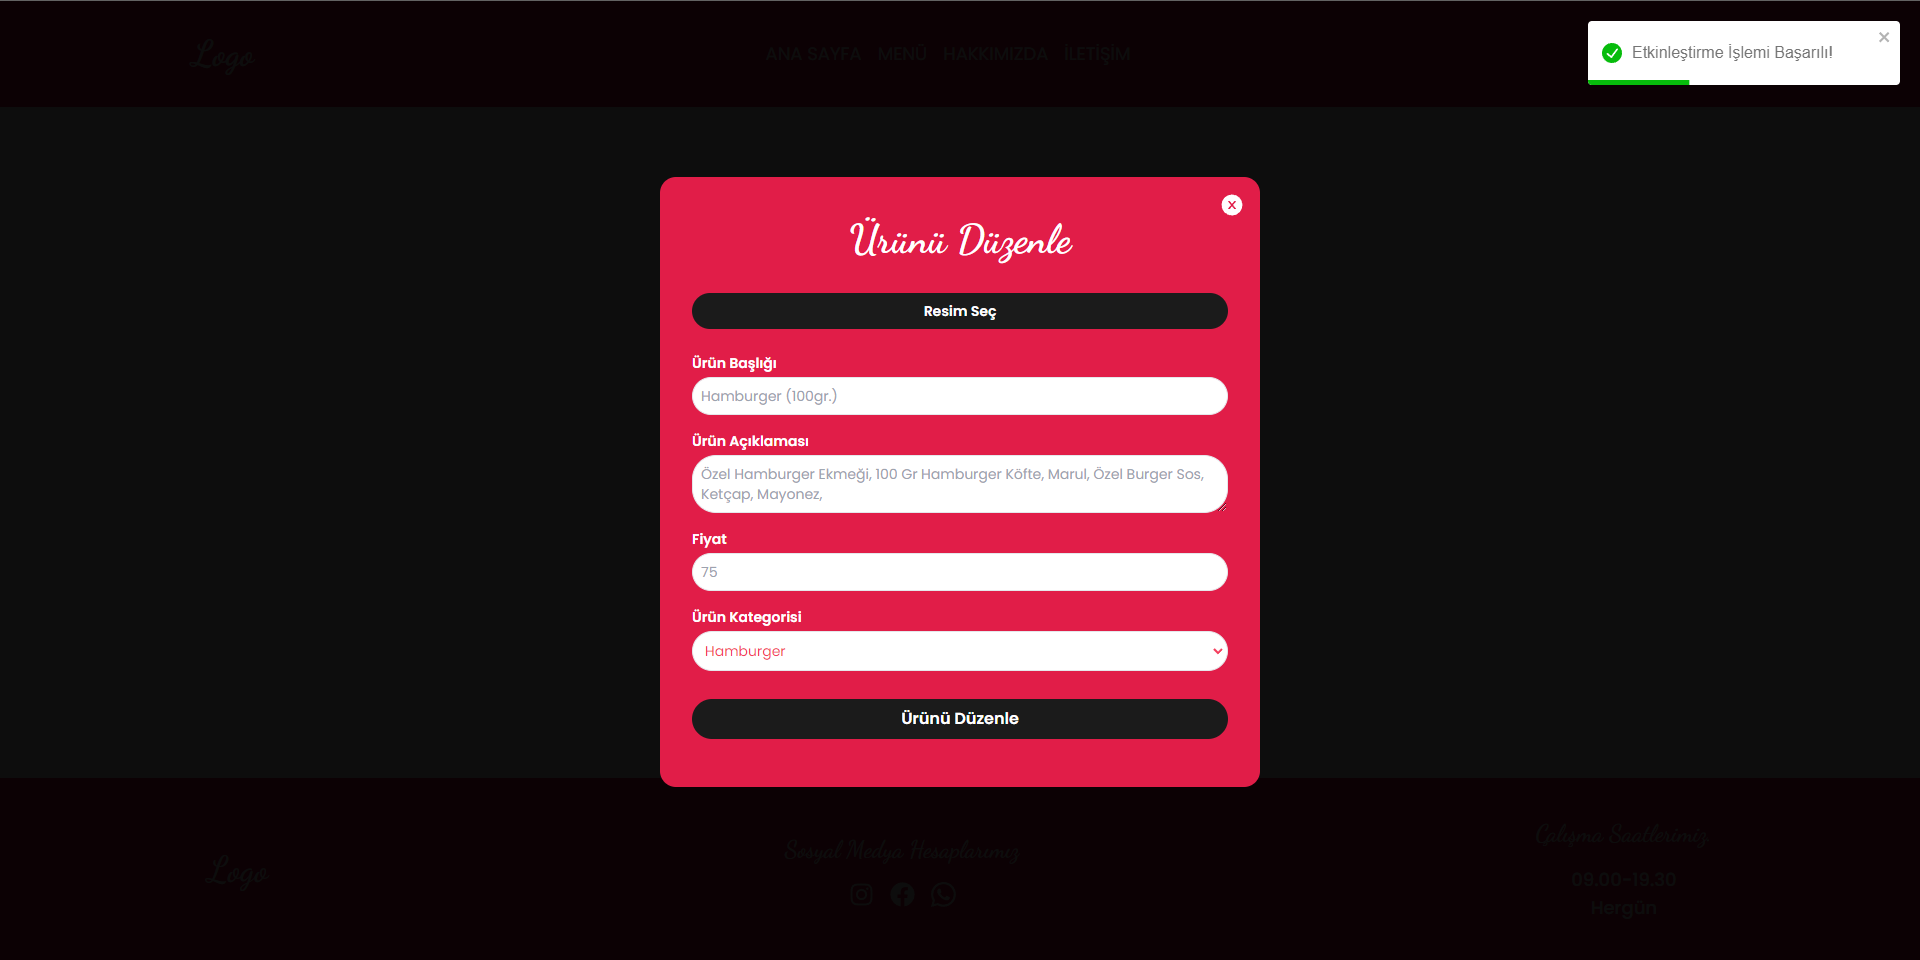 Logo
ANA SAYFA MENÜ HAKKIMIZDA İLETİŞİM
Etkinleştirme İşlemi Başarılı!
X
Ürünü Düzenle
Resim Seç
Ürün Başlığı
Hamburger (100gr.)
Ürün Açıklaması
Özel Hamburger Ekmeği, 100 Gr Hamburger Köfte, Marul, Özel Burger Sos,
Ketçap, Mayonez,
Fiyat
75
Ürün Kategorisi
Hamburger
Ürünü Düzenle
Logo
Sosyal Medya Hesaplarımız
Çalışma Saatlerimiz
09.00-19.30
Hergün